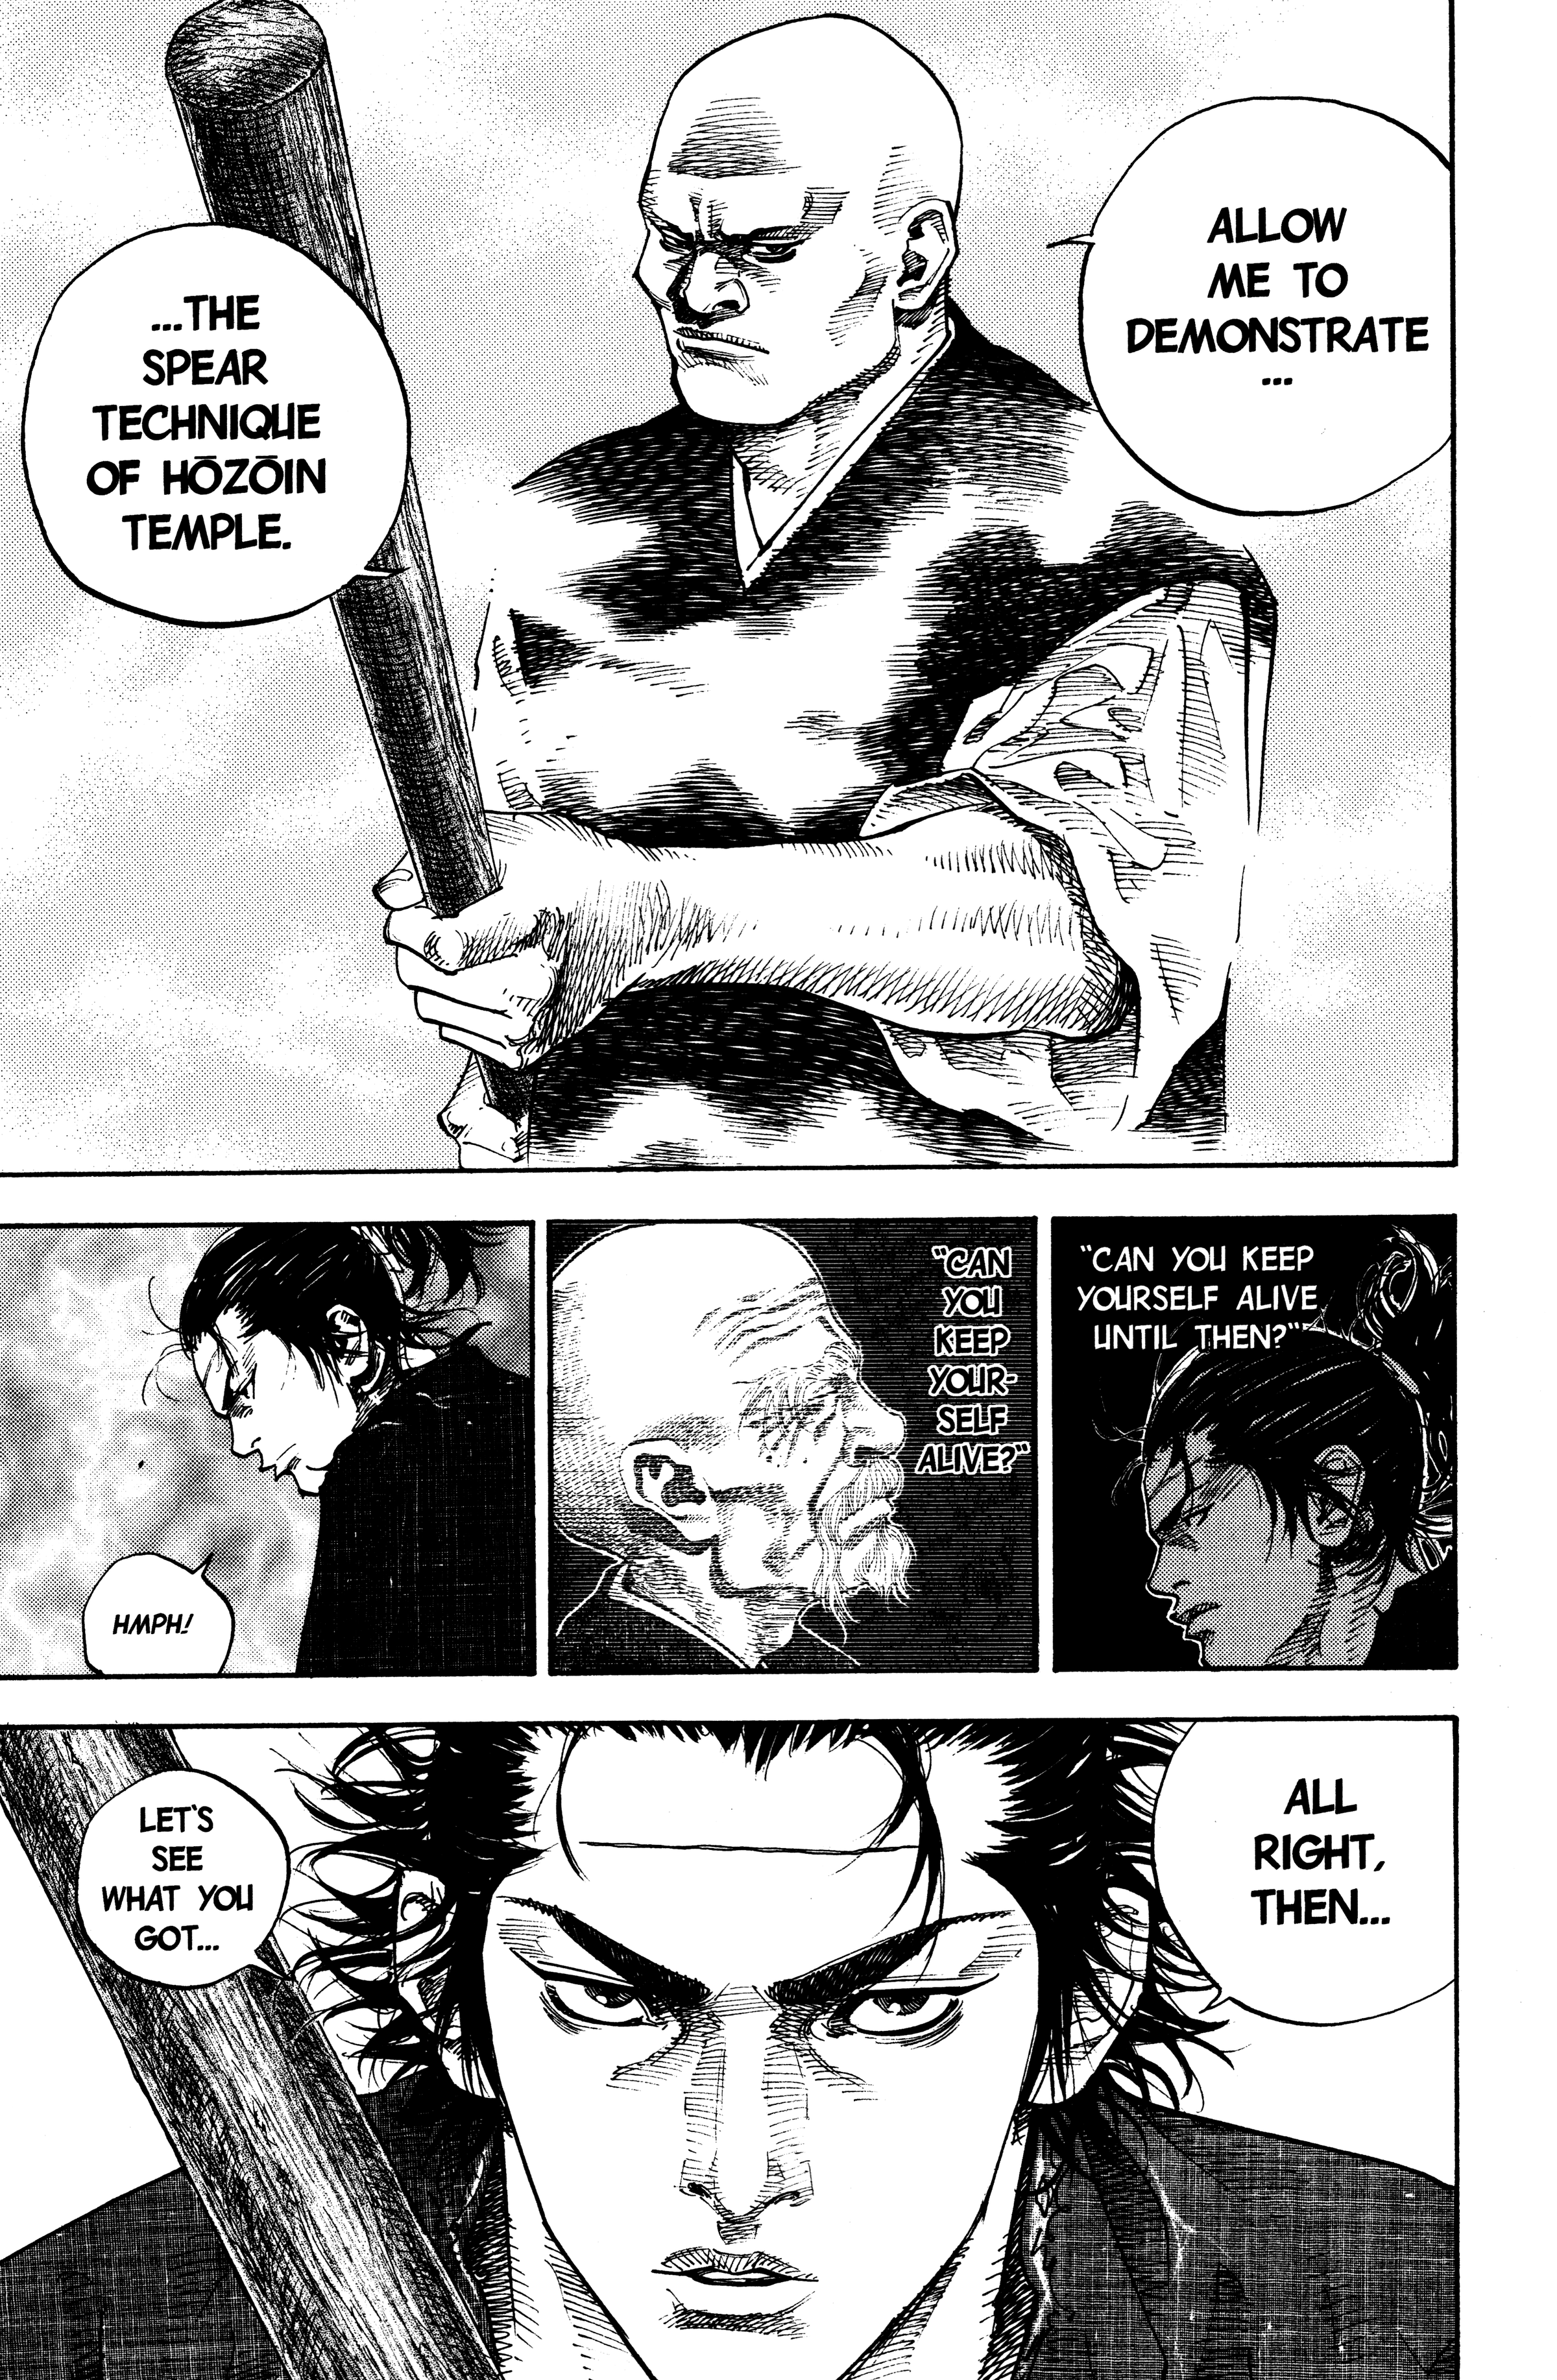 ALLOW
ME TO
DEMONSTRATE
...
...THE
SPEAR
TECHNIQUE
OF HŌZŌIN
TEMPLE.
"CAN YOU KEEP
YOURSELF ALIVE
UNTIL THEN?"
"CAN
YOU
KEEP
YOUR-
SELF
ALIVE?"
HMPH!
ALL
RIGHT,
THEN...
LET'S
SEE
WHAT YOU
GOT...